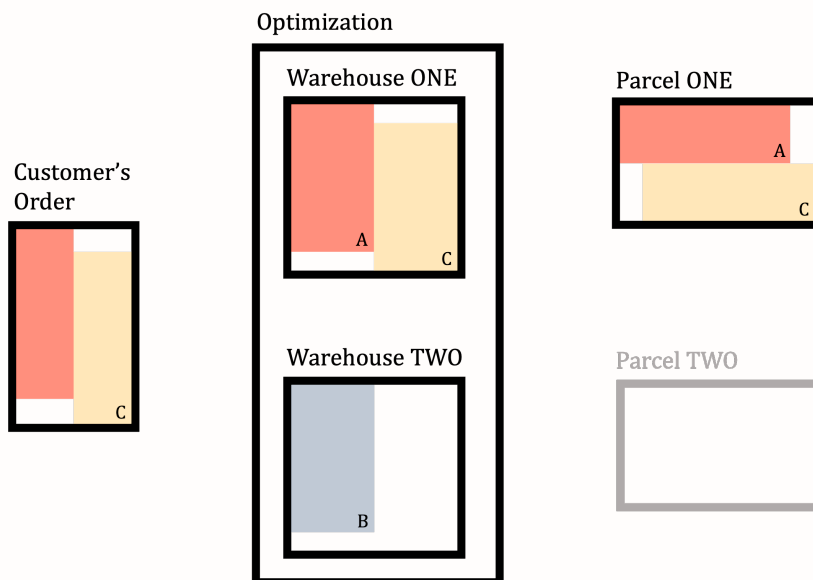 Optimization
Warehouse ONE
A
C
Parcel ONE
A
C
Customer's
Order
C
Warehouse TWO
B
Parcel TWO